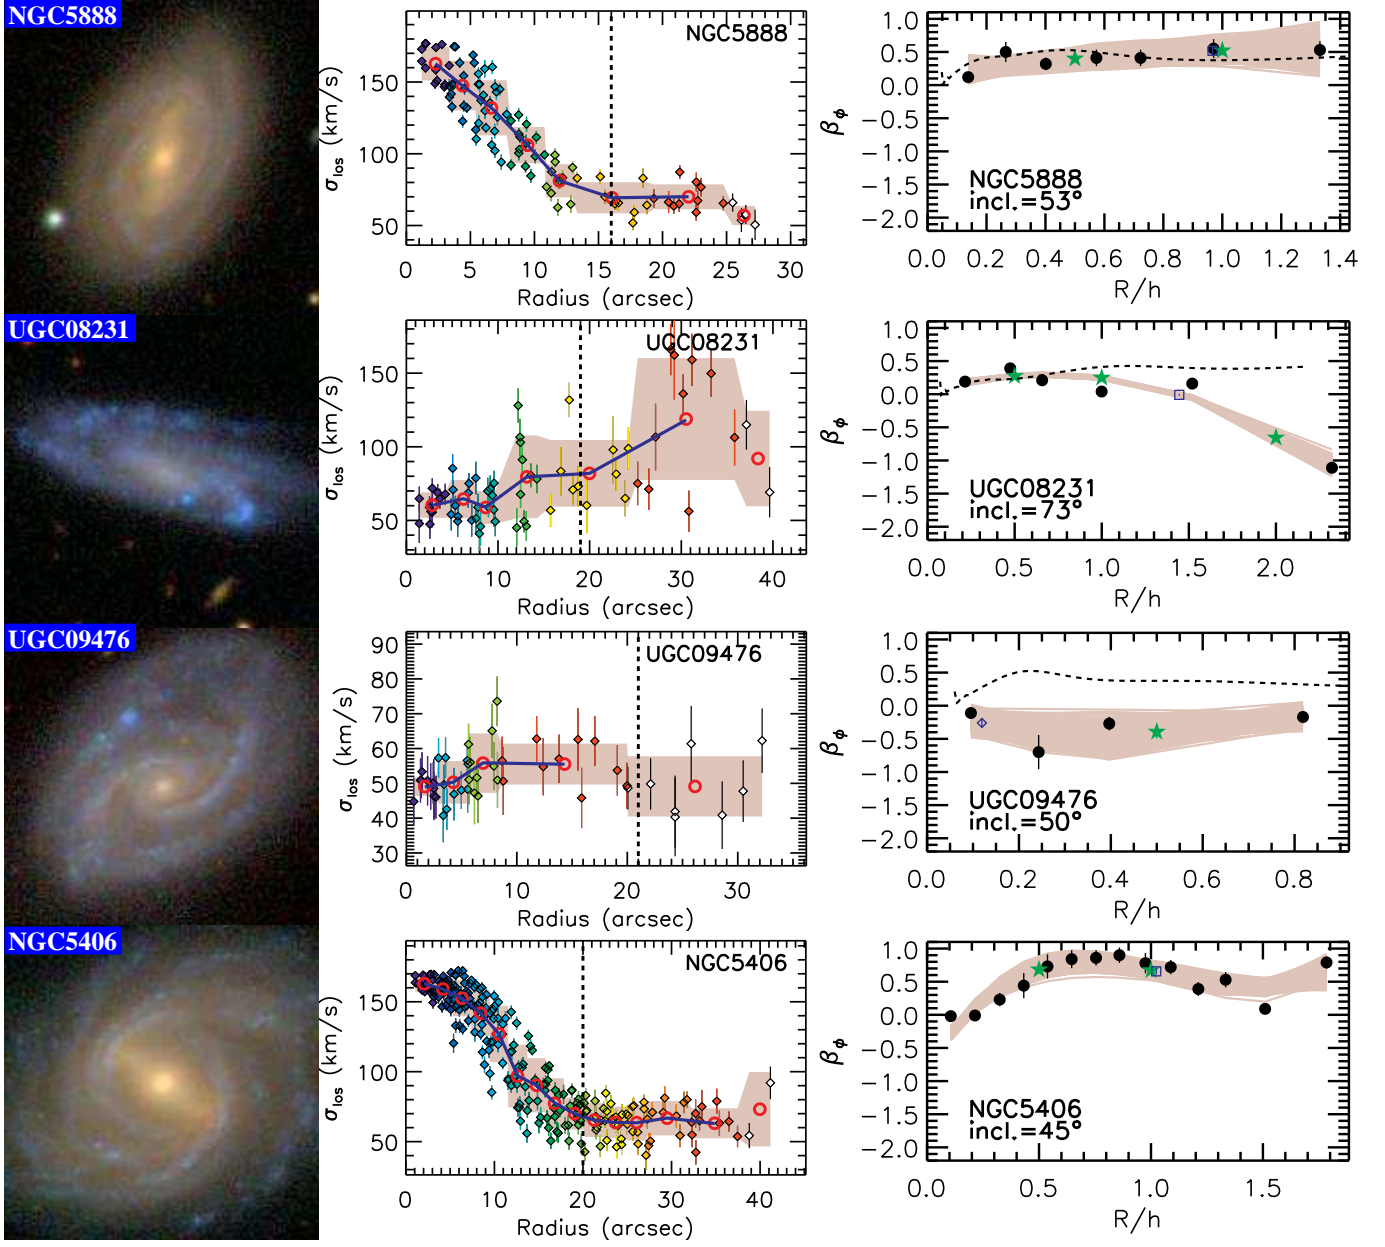 NGC5888
σlos (km/s)
150
100
50
NGC5888
0 5 10 15 20 25 30
Radius (arcsec)
βΦ
1.0
0.5
0.0
−0.5
−1.0
−1.5
−2.0
NGC5888
incl.=53°
0.0 0.2 0.4 0.6 0.8 1.0 1.2 1.4
R/h
UGC08231
σlos (km/s)
150
100
50
UGC08231
0 10 20 30 40
Radius (arcsec)
βΦ
1.0
0.5
0.0
−0.5
−1.0
−1.5
−2.0
UGC08231
incl.=73°
0.5 1.0 1.5 2.0
R/h
UGC09476
σlos (km/s)
90
80
70
60
50
40
30
UGC09476
0 10 20 30
Radius (arcsec)
βΦ
1.0
0.5
0.0
−0.5
−1.0
−1.5
−2.0
UGC09476
incl.=50°
0.0 0.2 0.4 0.6 0.8
R/h
NGC5406
σlos (km/s)
150
100
50
NGC5406
0 10 20 30 40
Radius (arcsec)
βΦ
1.0
0.5
0.0
−0.5
−1.0
−1.5
−2.0
NGC5406
incl.=45°
0.0 0.5 1.0 1.5
R/h